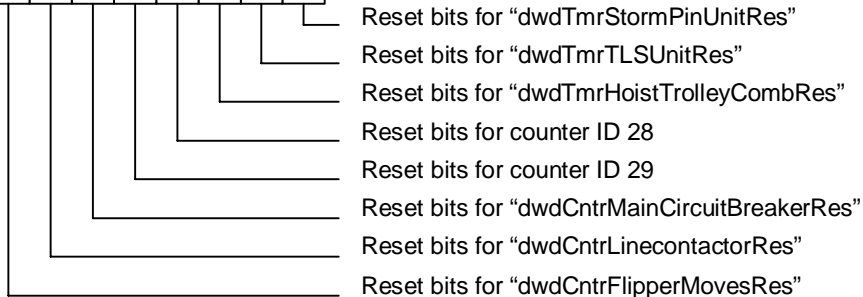 Reset bits for “dwdTmrStormPinUnitRes”
Reset bits for “dwdTmrTLSUnitRes”
Reset bits for “dwdTmrHoistTrolleyCombRes”
Reset bits for counter ID 28
Reset bits for counter ID 29
Reset bits for “dwdCntrMainCircuitBreakerRes”
Reset bits for “dwdCntrLinecontactorRes”
Reset bits for “dwdCntrFlipperMovesRes”